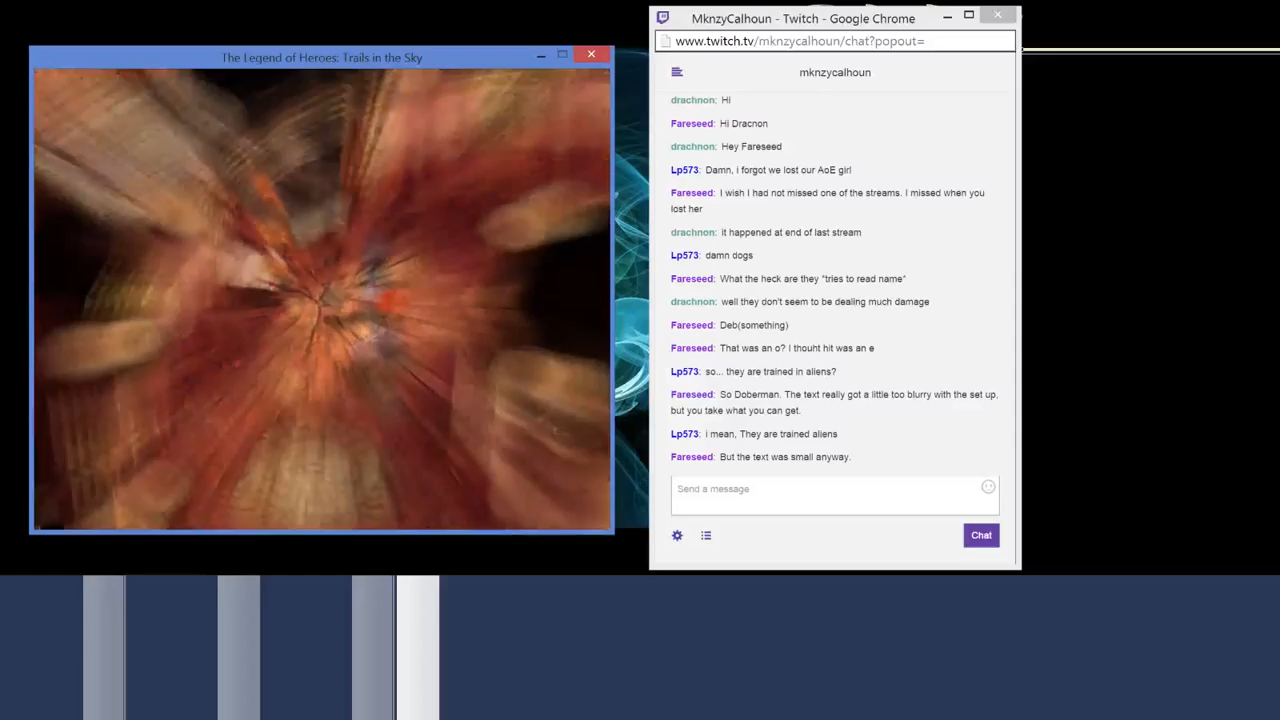 The Legend of Heroes: Trails in the Sky
MknzyCalhoun - Twitch - Google Chrome
www.twitch.tv/mknzycalhoun/chat?popout=
mknzycalhoun
drachnon: Hi
Fareseed: Hi Dracnon
drachnon: Hey Fareseed
Lp573: Damn, i forgot we lost our AoE girl
Fareseed: I wish I had not missed one of the streams. I missed when you
lost her
drachnon: it happened at end of last stream
Lp573: damn dogs
Fareseed: What the heck are they *tries to read name*
drachnon: well they don't seem to be dealing much damage
Fareseed: Deb(something)
Fareseed: That was an o? I thouht hit was an e
Lp573: so... they are trained in aliens?
Fareseed: So Doberman. The text really got a little too blurry with the set up,
but you take what you can get.
Lp573: i mean, They are trained aliens
Fareseed: But the text was small anyway.
Send a message
Chat